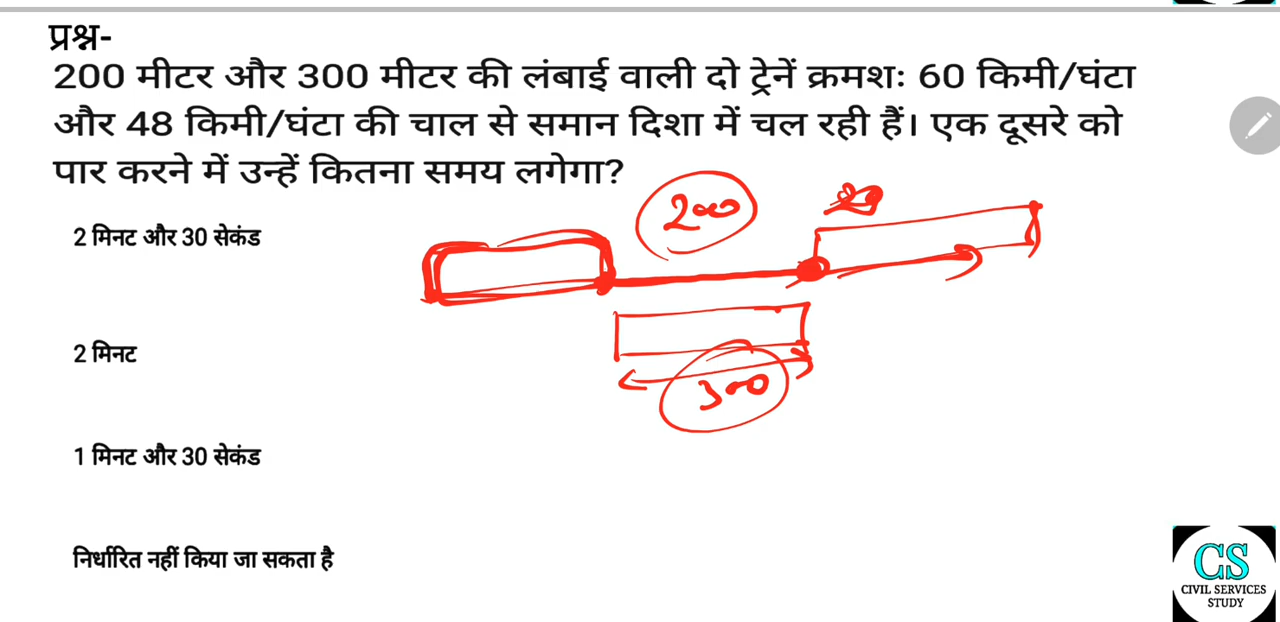 प्रश्न-
200 मीटर और 300 मीटर की लंबाई वाली दो ट्रेनें क्रमशः 60 किमी/घंटा
और 48 किमी/घंटा की चाल से समान दिशा में चल रही हैं। एक दूसरे को
पार करने में उन्हें कितना समय लगेगा?
200
2 मिनट और 30 सेकंड
2 मिनट
300
1 मिनट और 30 सेकंड
निर्धारित नहीं किया जा सकता है
CS
CIVIL SERVICES
STUDY